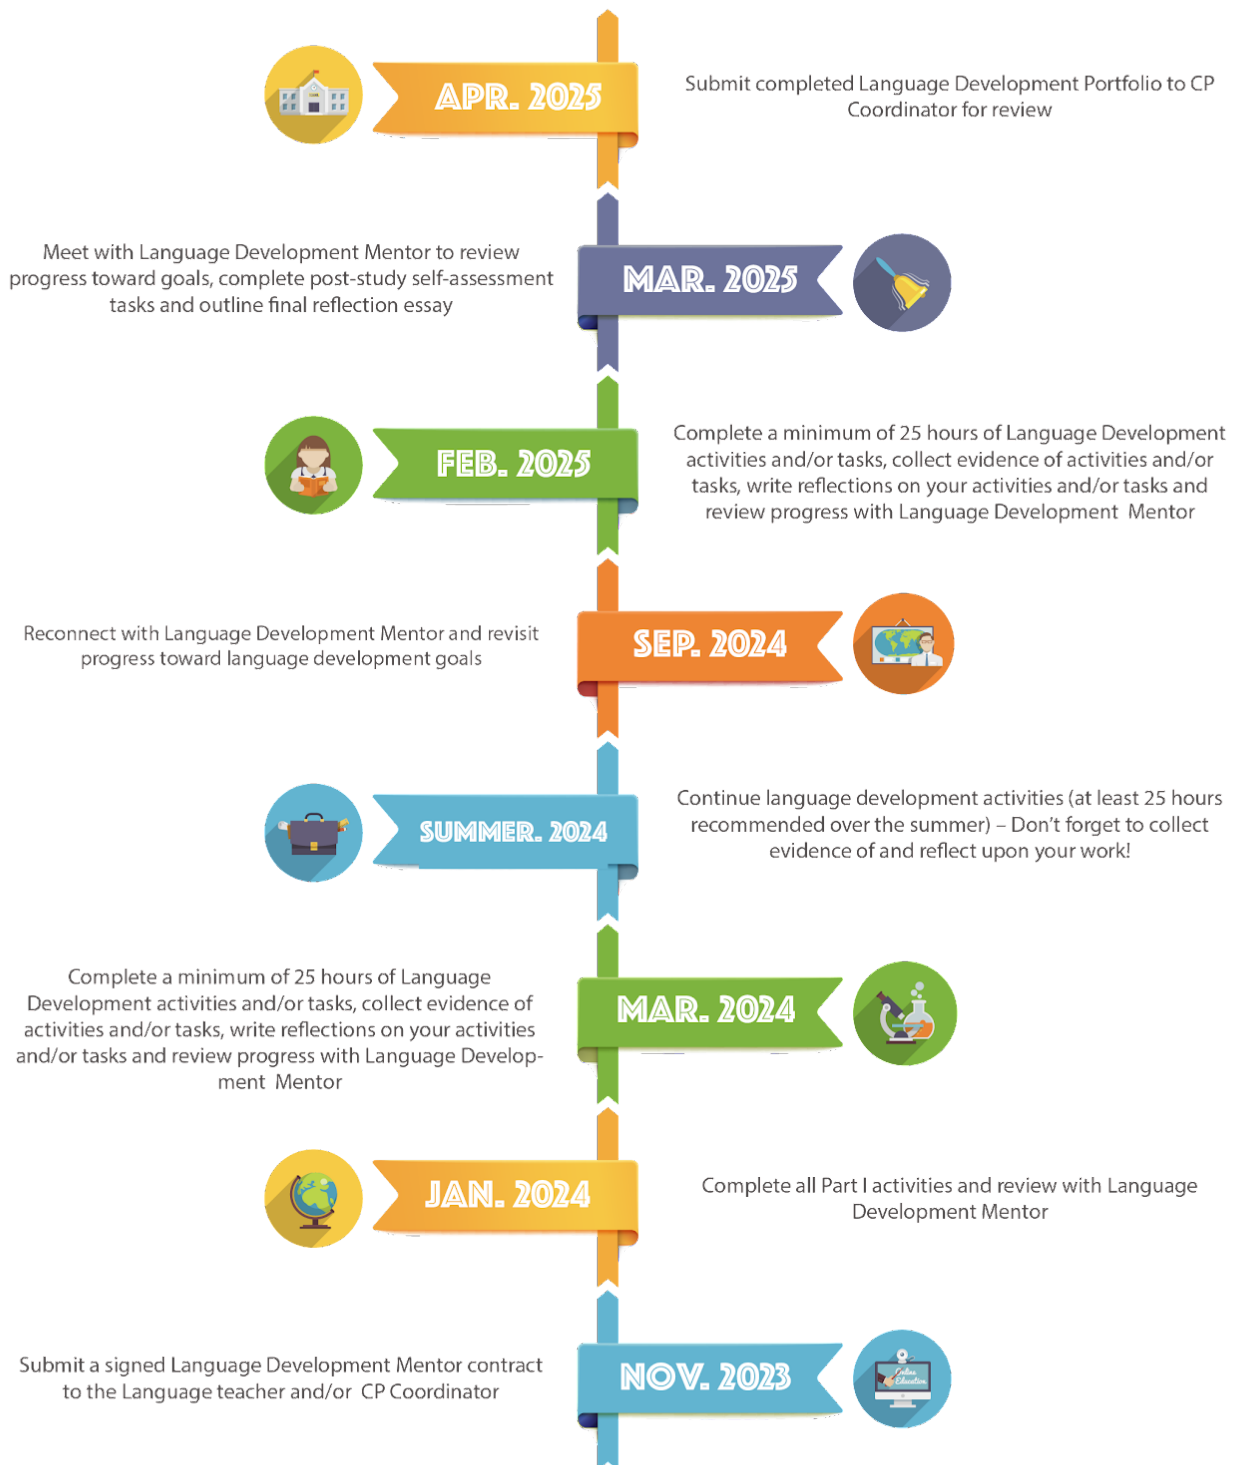 APR. 2025
Submit completed Language Development Portfolio to CP
Coordinator for review
Meet with Language Development Mentor to review
progress toward goals, complete post-study self-assessment
tasks and outline final reflection essay
MAR. 2025
FEB. 2025
Complete a minimum of 25 hours of Language Development
activities and/or tasks, collect evidence of activities and/or
tasks, write reflections on your activities and/or tasks and
review progress with Language Development  Mentor
Reconnect with Language Development Mentor and revisit
progress toward language development goals
SEP. 2024
SUMMER. 2024
Continue language development activities (at least 25 hours
recommended over the summer) – Don’t forget to collect
evidence of and reflect upon your work!
Complete a minimum of 25 hours of Language
Development activities and/or tasks, collect evidence of
activities and/or tasks, write reflections on your activities
and/or tasks and review progress with Language Develop-
ment  Mentor
MAR. 2024
JAN. 2024
Complete all Part I activities and review with Language
Development Mentor
Submit a signed Language Development Mentor contract
to the Language teacher and/or  CP Coordinator
NOV. 2023
Online
Education